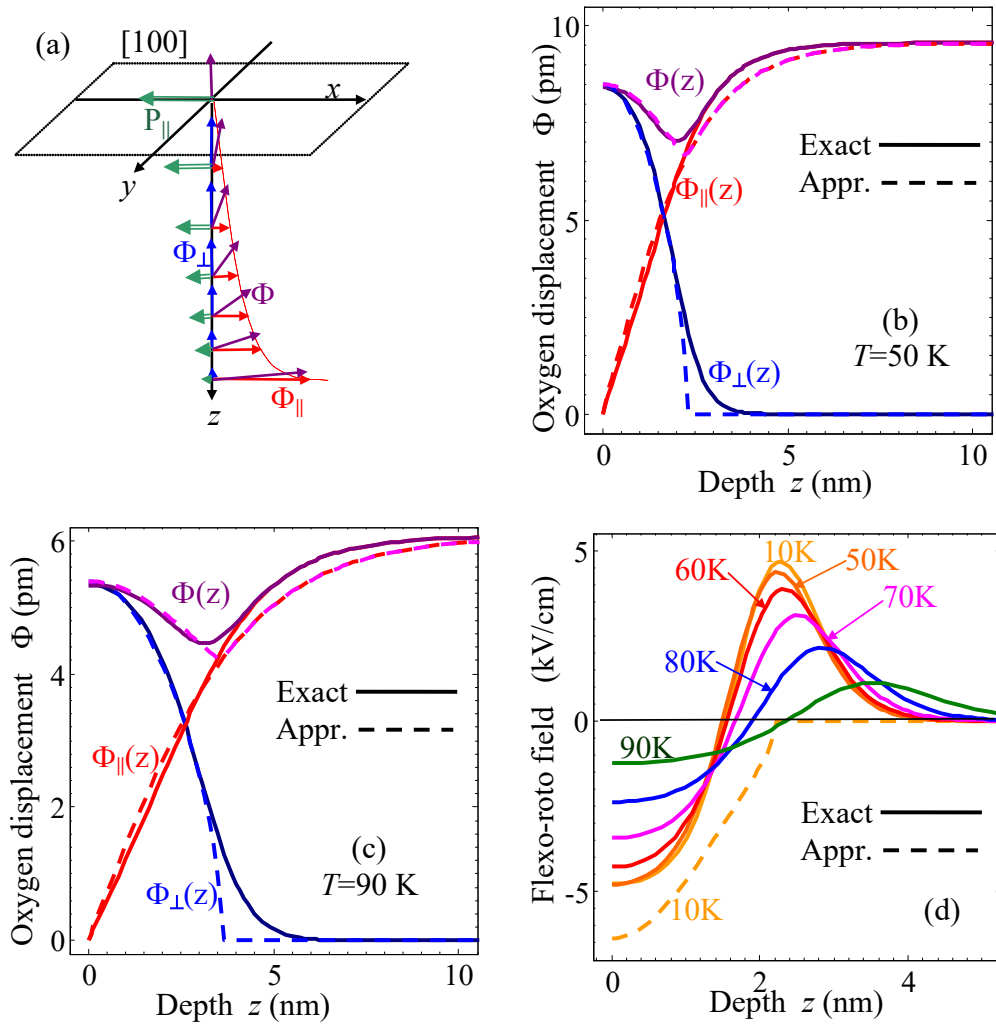 (a)
[100]
x
P||
y
Φ⊥
Φ
Φ||
z
Oxygen displacement Φ (pm)
10
5
0
Φ(z)
Exact
Appr.
Φ||(z)
(b)
T=50 K
Φ⊥(z)
0
5
10
Depth z (nm)
Oxygen displacement Φ (pm)
6
4
2
0
Φ(z)
Exact
Appr.
Φ||(z)
(c)
T=90 K
Φ⊥(z)
0
5
10
Depth z (nm)
Flexo-roto field (kV/cm)
5
0
-5
10K
60K
50K
70K
80K
90K
Exact
Appr.
10K
(d)
0
2
4
Depth z (nm)